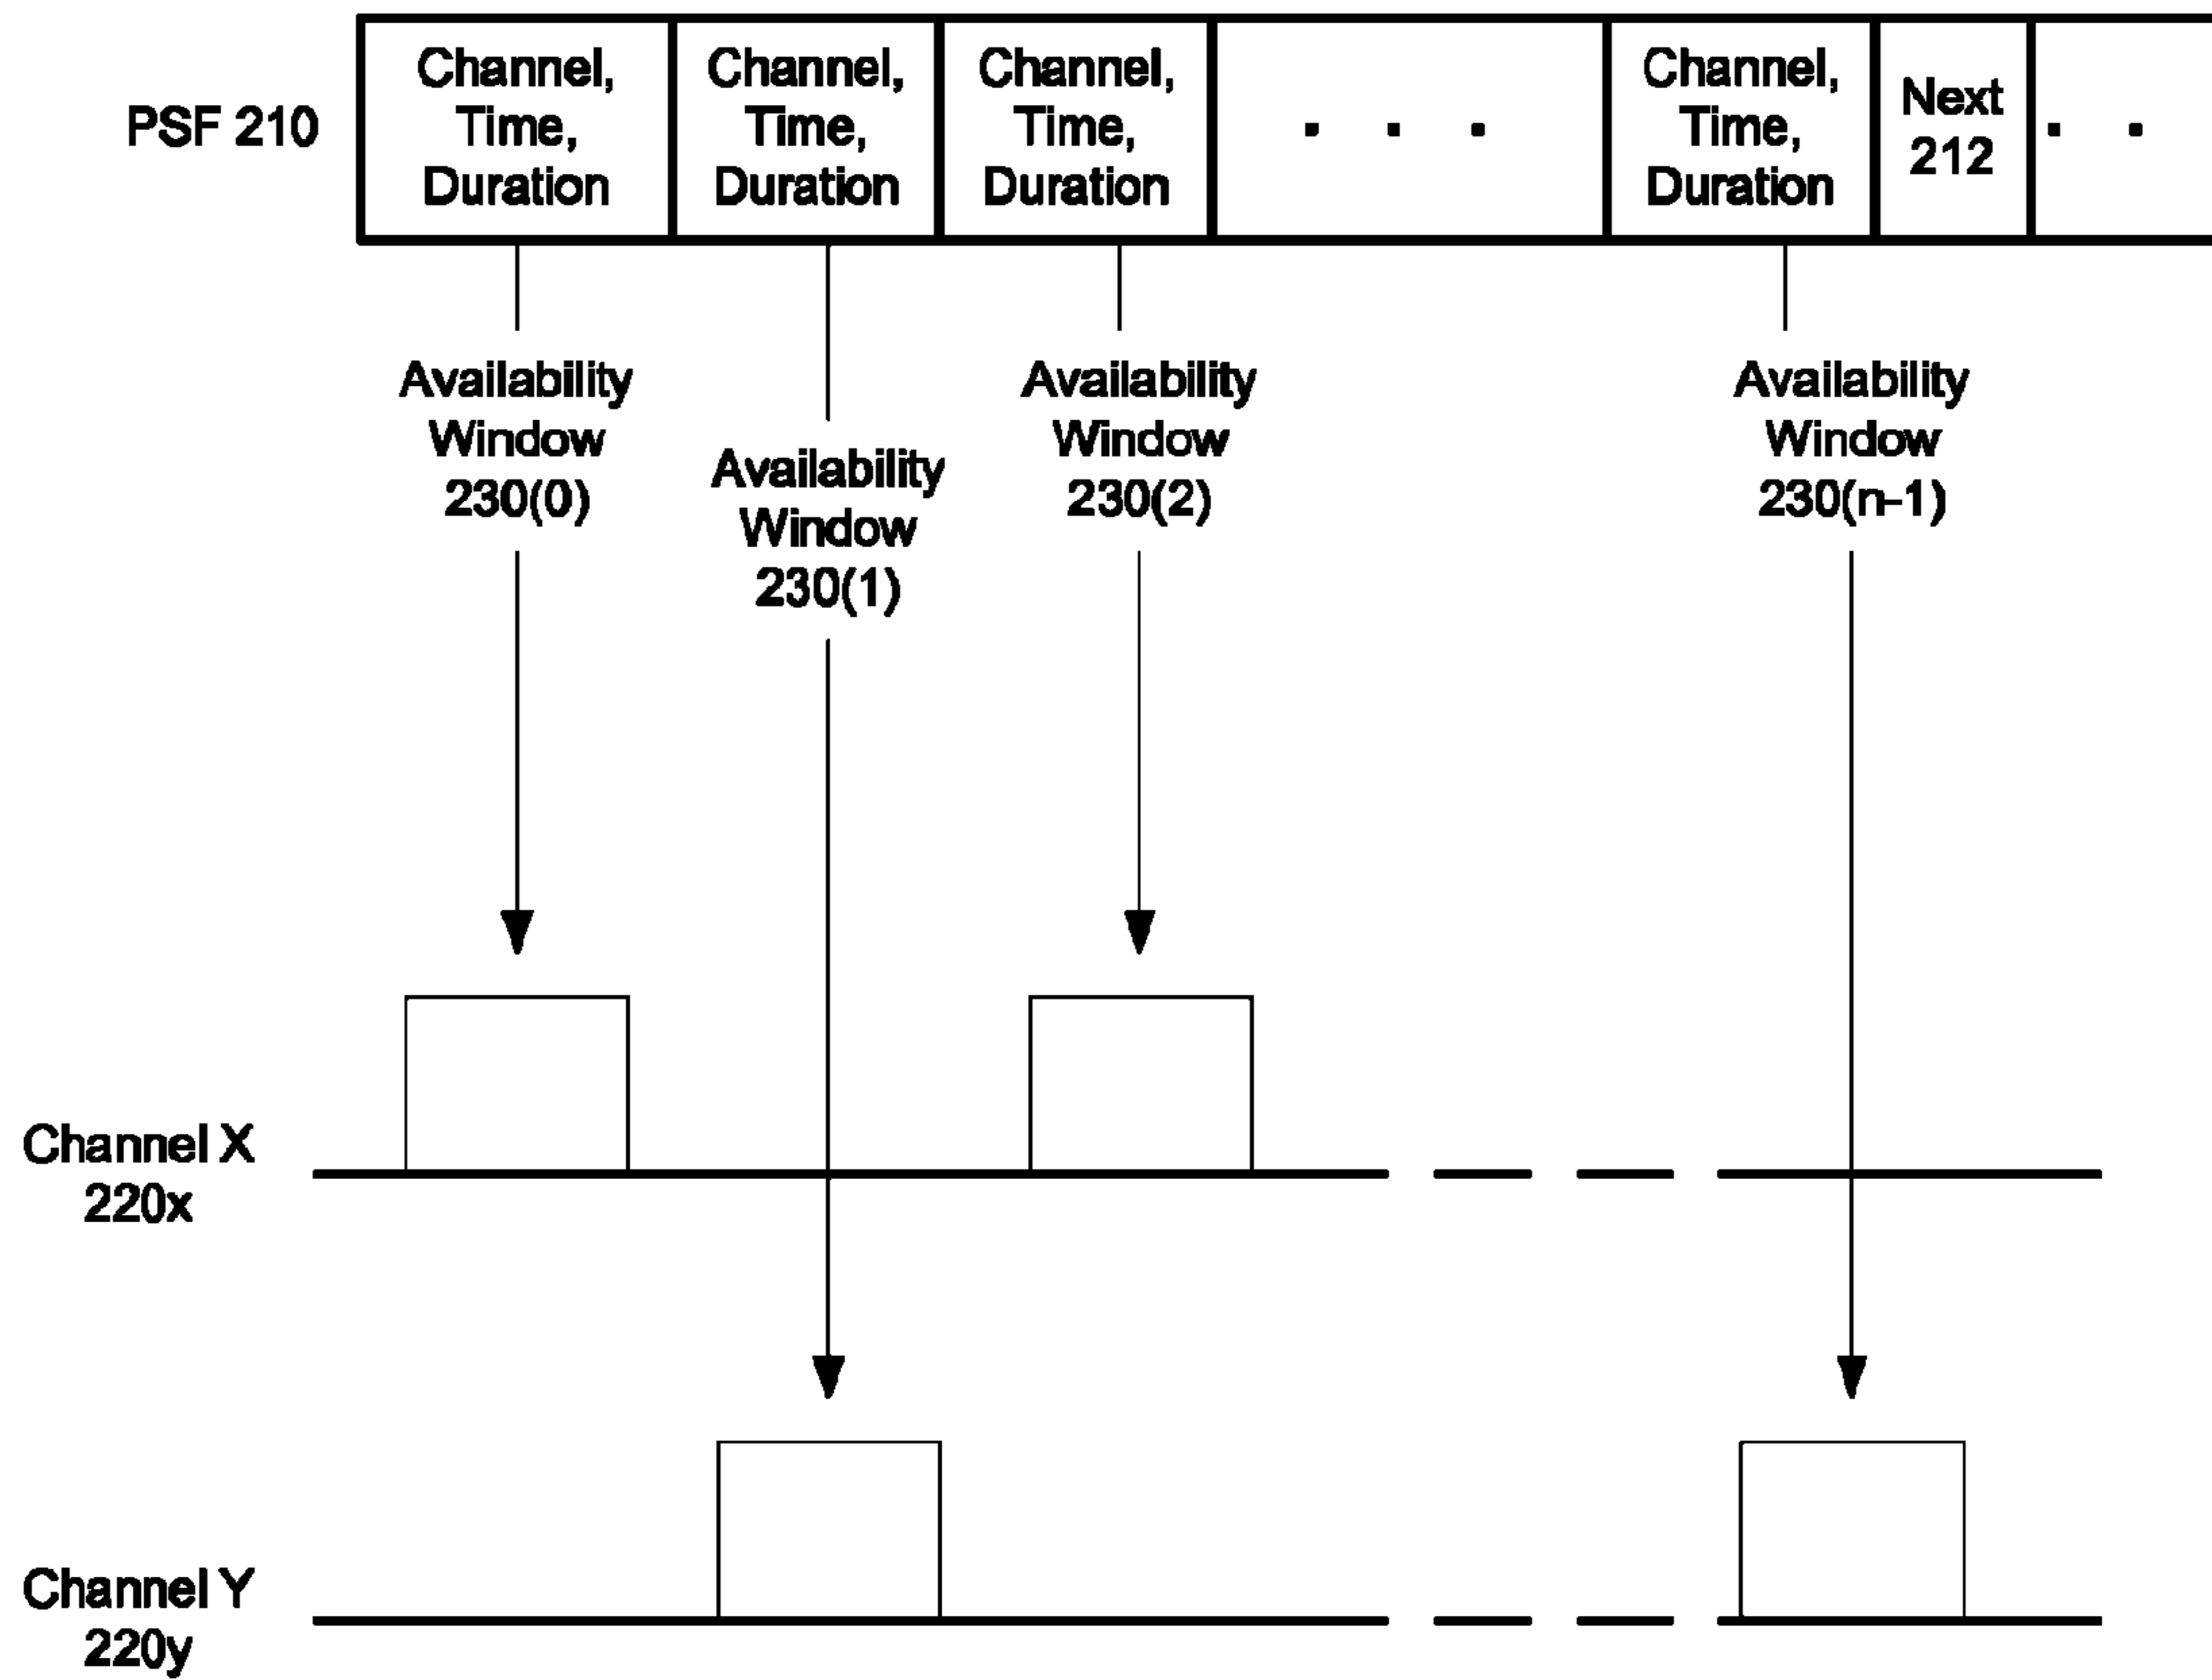 PSF 210
Channel,
Time,
Duration
Channel,
Time,
Duration
Channel,
Time,
Duration
. . .
Channel,
Time,
Duration
Next
212
. .
Availability
Window
230(0)
Availability
Window
230(1)
Availability
Window
230(2)
Availability
Window
230(n-1)
Channel X
220x
Channel Y
220y